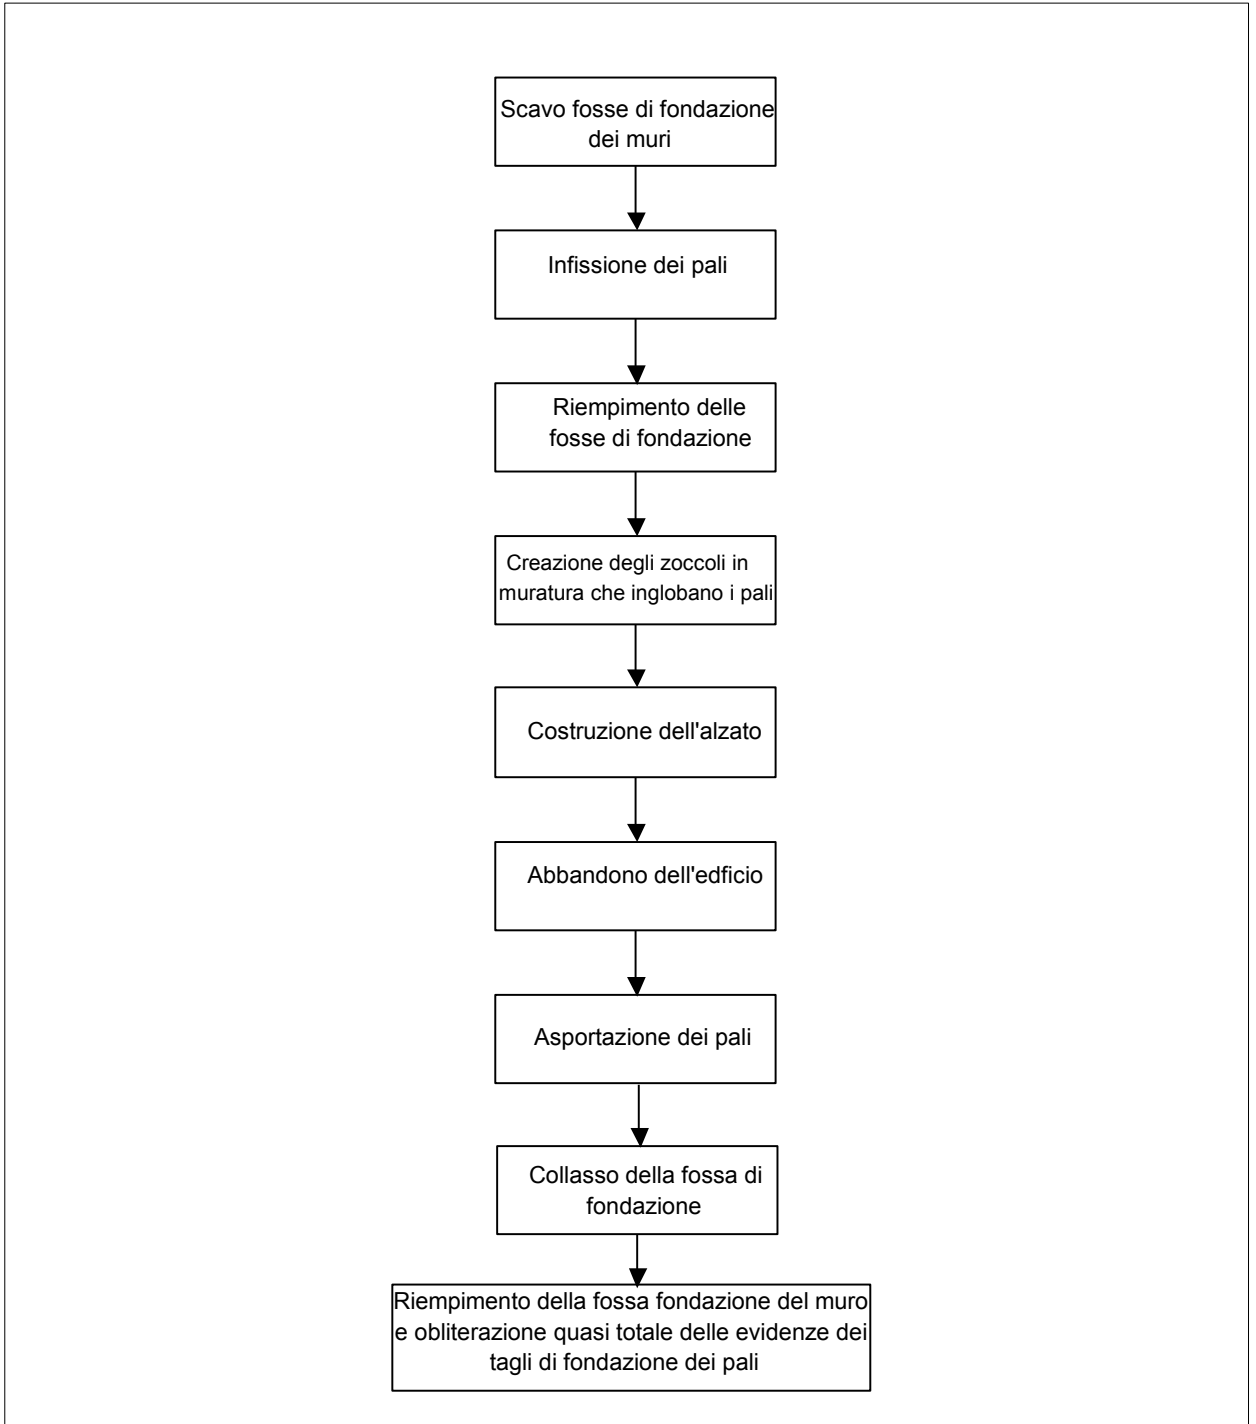 Scavo fosse di fondazione
dei muri
Infissione dei pali
Riempimento delle
fosse di fondazione
Creazione degli zoccoli in
muratura che inglobano i pali
Costruzione dell'alzato
Abbandono dell'edficio
Asportazione dei pali
Collasso della fossa di
fondazione
Riempimento della fossa fondazione del muro
e obliterazione quasi totale delle evidenze dei
tagli di fondazione dei pali